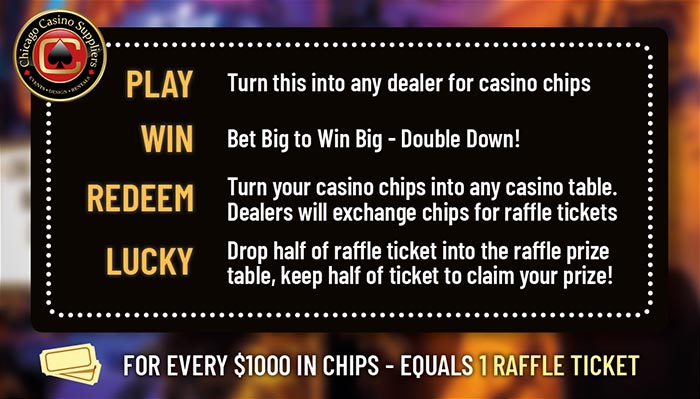 Chicago Casino Suppliers
C
EVENTS • DESIGN • RENTALS
PLAY
Turn this into any dealer for casino chips
WIN
Bet Big to Win Big - Double Down!
REDEEM
Turn your casino chips into any casino table.
Dealers will exchange chips for raffle tickets
LUCKY
Drop half of raffle ticket into the raffle prize
table, keep half of ticket to claim your prize!
FOR EVERY $1000 IN CHIPS - EQUALS 1 RAFFLE TICKET